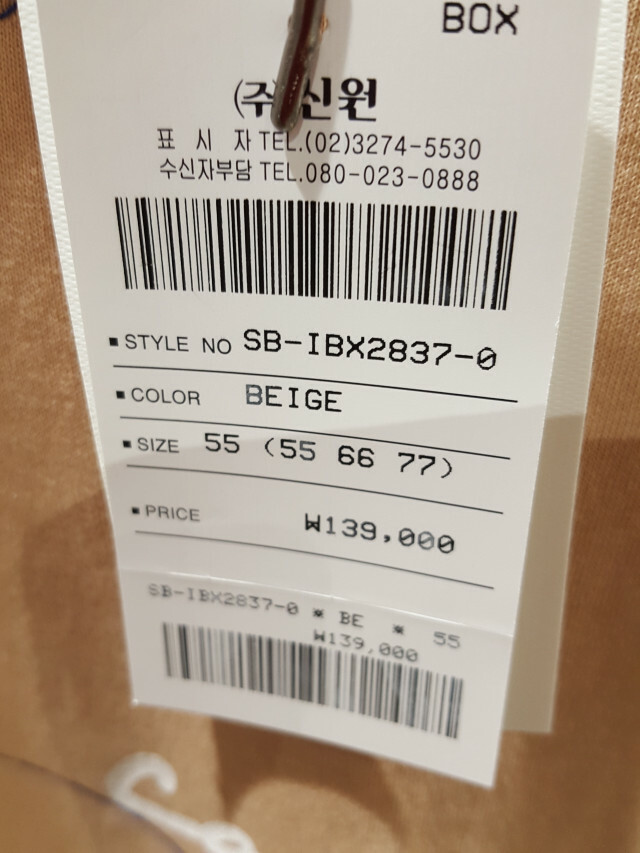 BOX
(주)신원
표 시 자 TEL.(02)3274-5530
수신자부담 TEL.080-023-0888
▪ STYLE NO SB-IBX2837-0
▪ COLOR BEIGE
▪ SIZE 55 (55 66 77)
▪ PRICE ₩139,000
SB-IBX2837-0 * BE * 55
₩139,000